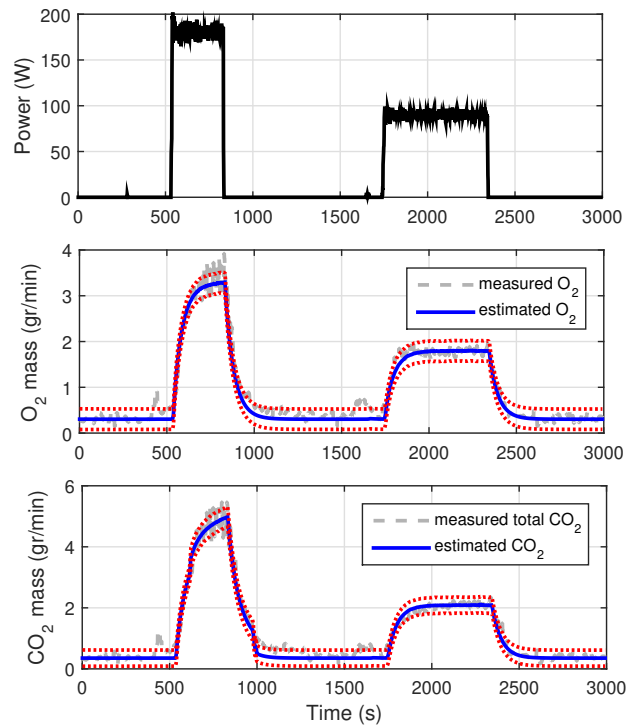 200
150
100
50
0
Power (W)
0 500 1000 1500 2000 2500 3000
4
3
2
1
0
O₂ mass (gr/min)
measured O₂
estimated O₂
0 500 1000 1500 2000 2500 3000
6
4
2
0
CO₂ mass (gr/min)
measured total CO₂
estimated CO₂
0 500 1000 1500 2000 2500 3000
Time (s)